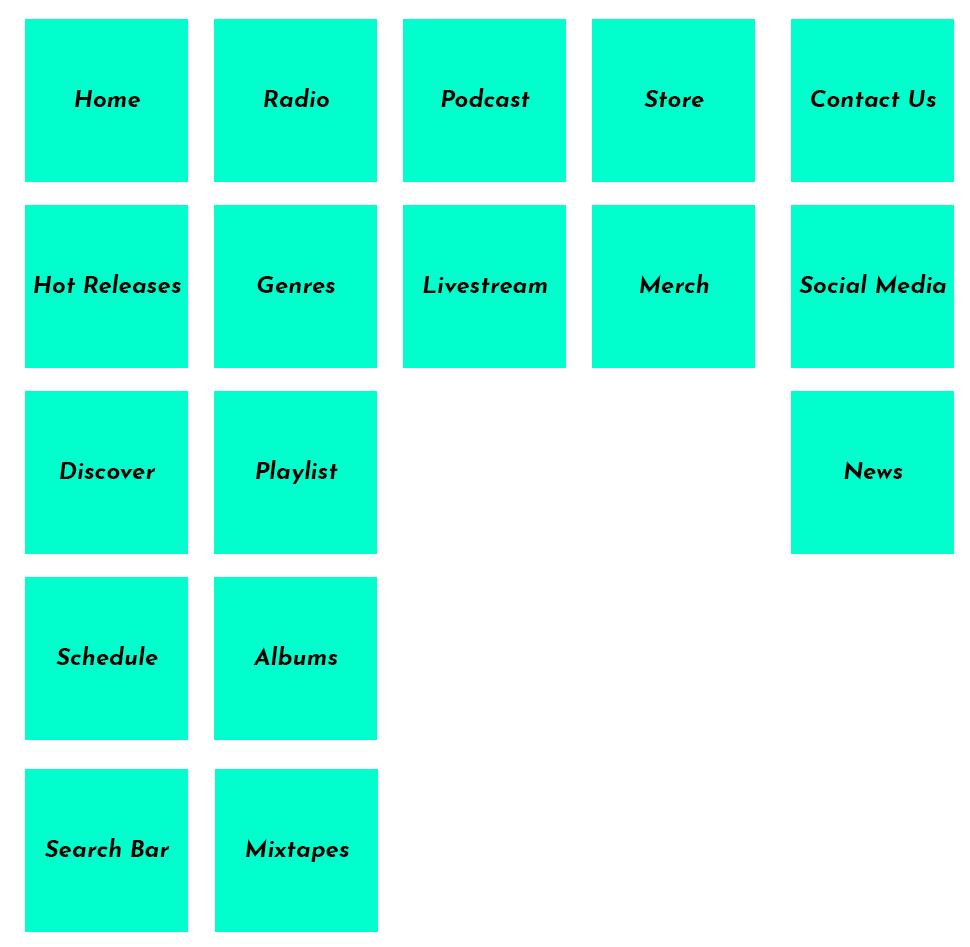 Home
Radio
Podcast
Store
Contact Us
Hot Releases
Genres
Livestream
Merch
Social Media
Discover
Playlist
News
Schedule
Albums
Search Bar
Mixtapes